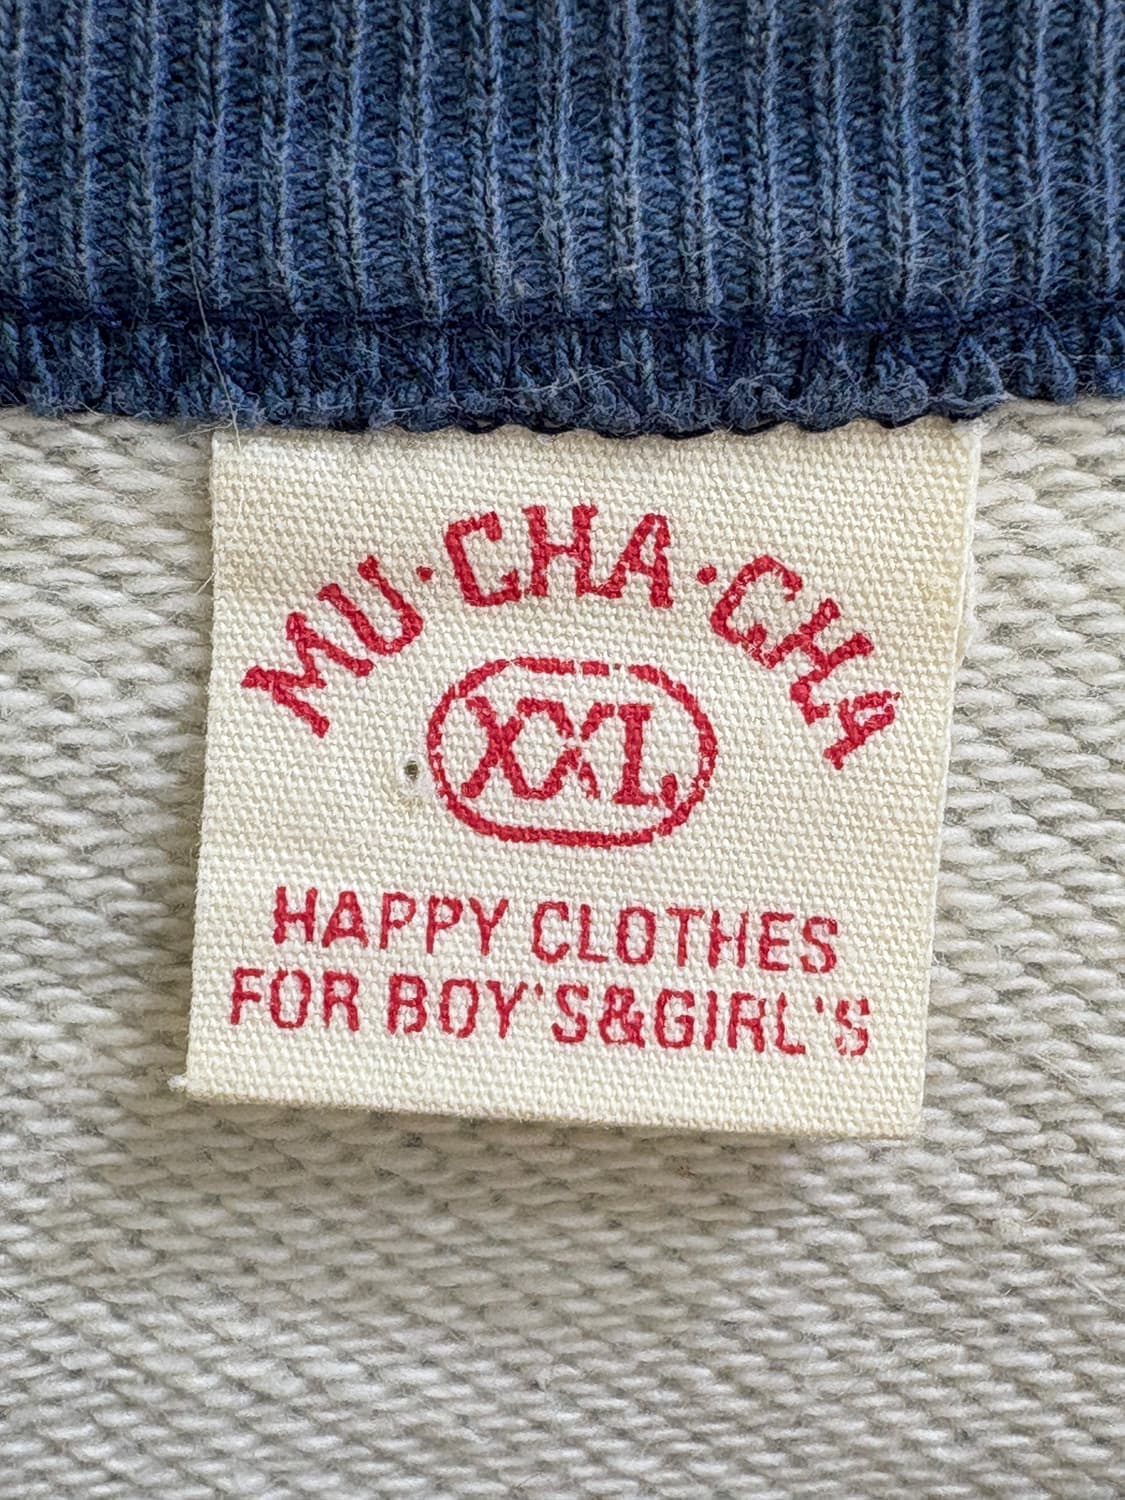 MU·CHA·CHA
XXL
HAPPY CLOTHES
FOR BOY'S&GIRL'S